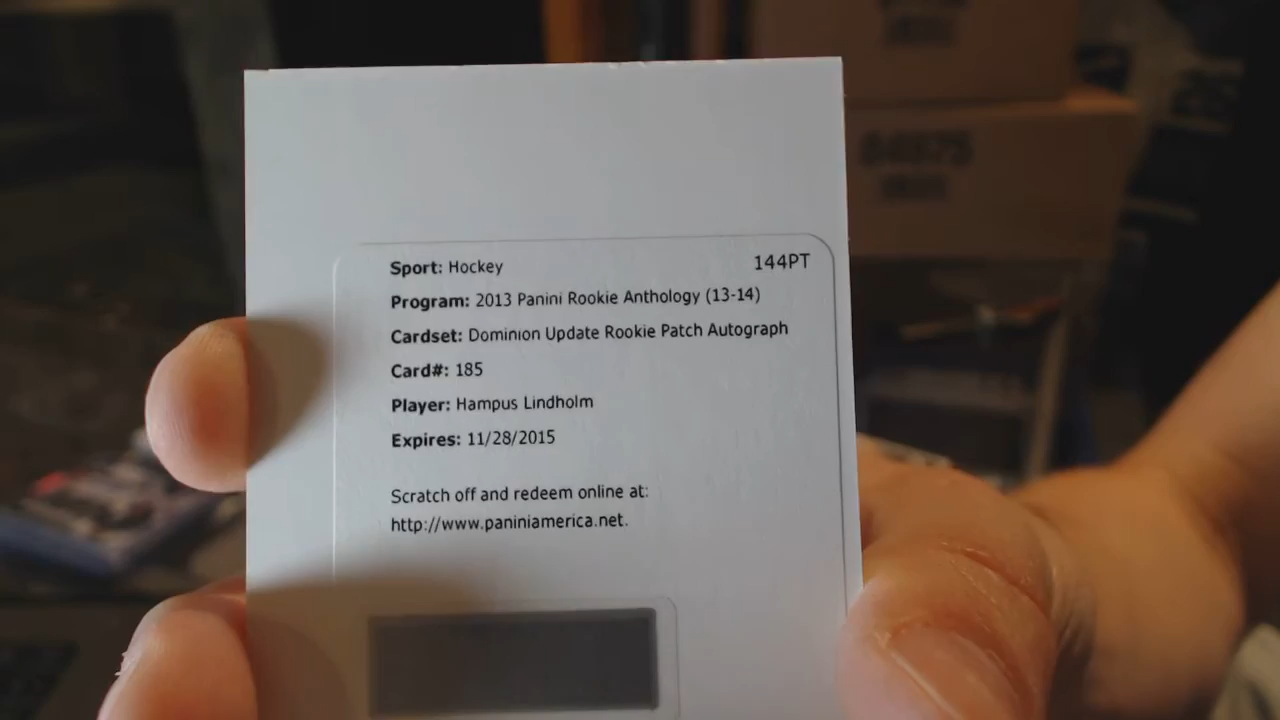 Sport: Hockey 144PT
Program: 2013 Panini Rookie Anthology (13-14)
Cardset: Dominion Update Rookie Patch Autograph
Card#: 185
Player: Hampus Lindholm
Expires: 11/28/2015
Scratch off and redeem online at:
http://www.paniniamerica.net.